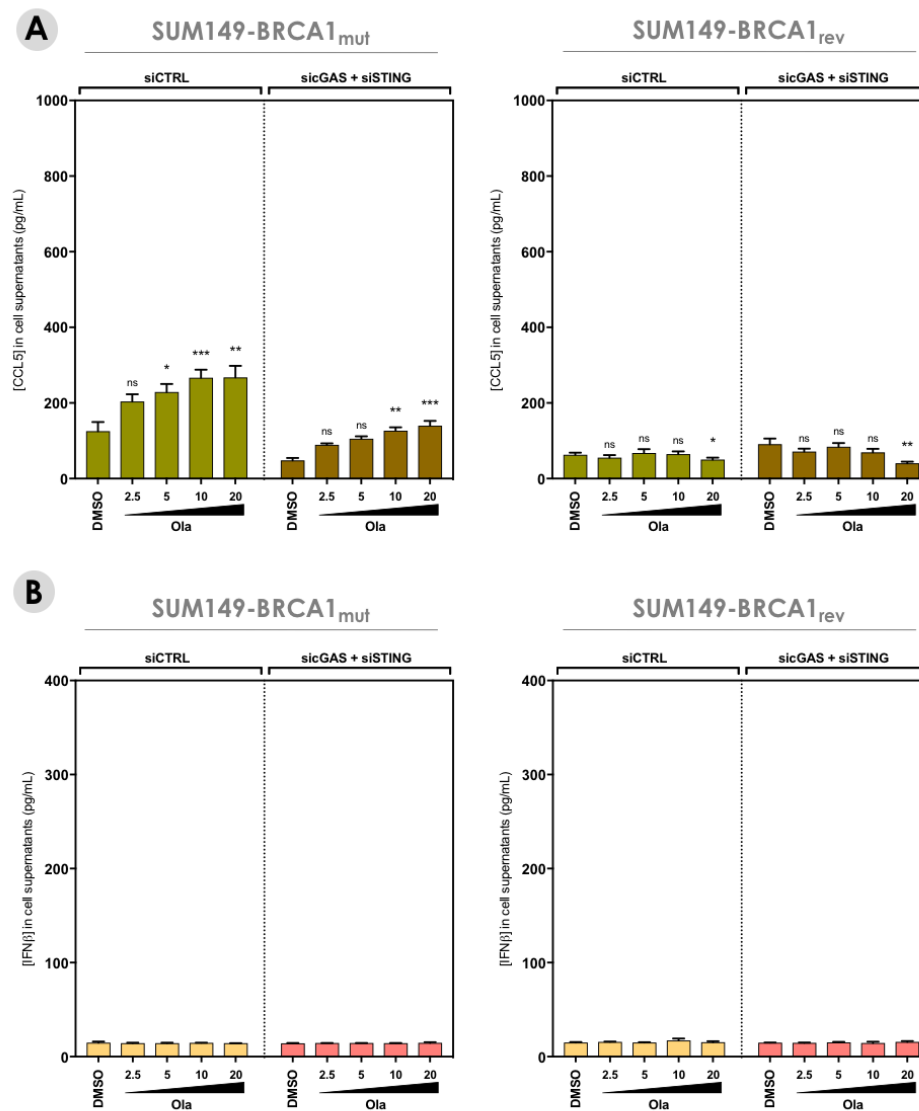 A
SUM149-BRCA1mut
SUM149-BRCA1rev
siCTRL
sicGAS + siSTING
siCTRL
sicGAS + siSTING
[CCL5] in cell supernatants (pg/mL)
1000
800
600
400
200
0
ns
*
***
**
ns
ns
**
***
DMSO
2.5
5
10
20
Ola
DMSO
2.5
5
10
20
Ola
[CCL5] in cell supernatants (pg/mL)
1000
800
600
400
200
0
ns
ns
ns
*
ns
ns
ns
**
DMSO
2.5
5
10
20
Ola
DMSO
2.5
5
10
20
Ola
B
SUM149-BRCA1mut
SUM149-BRCA1rev
siCTRL
sicGAS + siSTING
siCTRL
sicGAS + siSTING
[IFNβ] in cell supernatants (pg/mL)
400
300
200
100
0
DMSO
2.5
5
10
20
Ola
DMSO
2.5
5
10
20
Ola
[IFNβ] in cell supernatants (pg/mL)
400
300
200
100
0
DMSO
2.5
5
10
20
Ola
DMSO
2.5
5
10
20
Ola